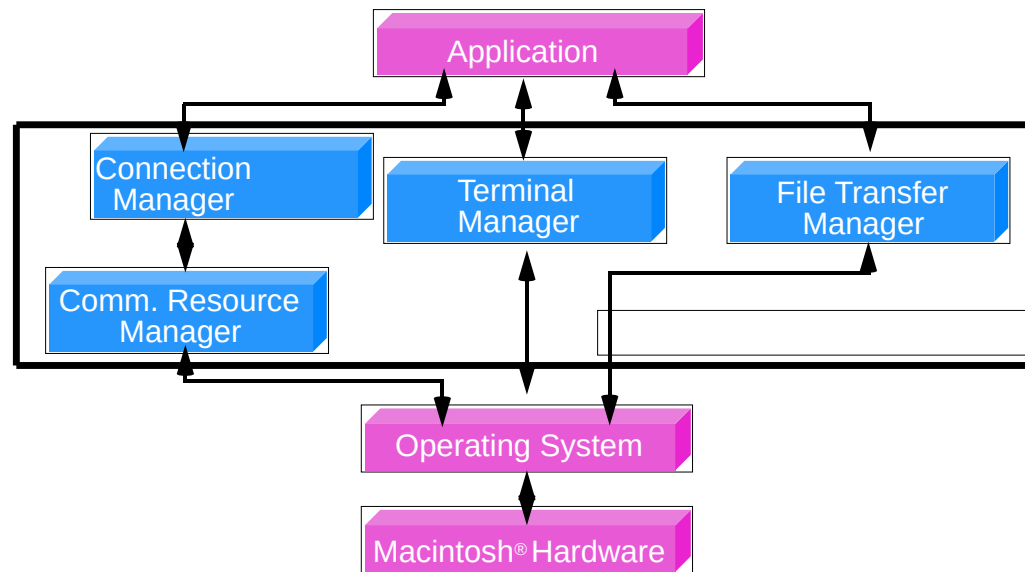 Application
Connection
Manager
Terminal
Manager
File Transfer
Manager
Comm. Resource
Manager
Operating System
Macintosh® Hardware